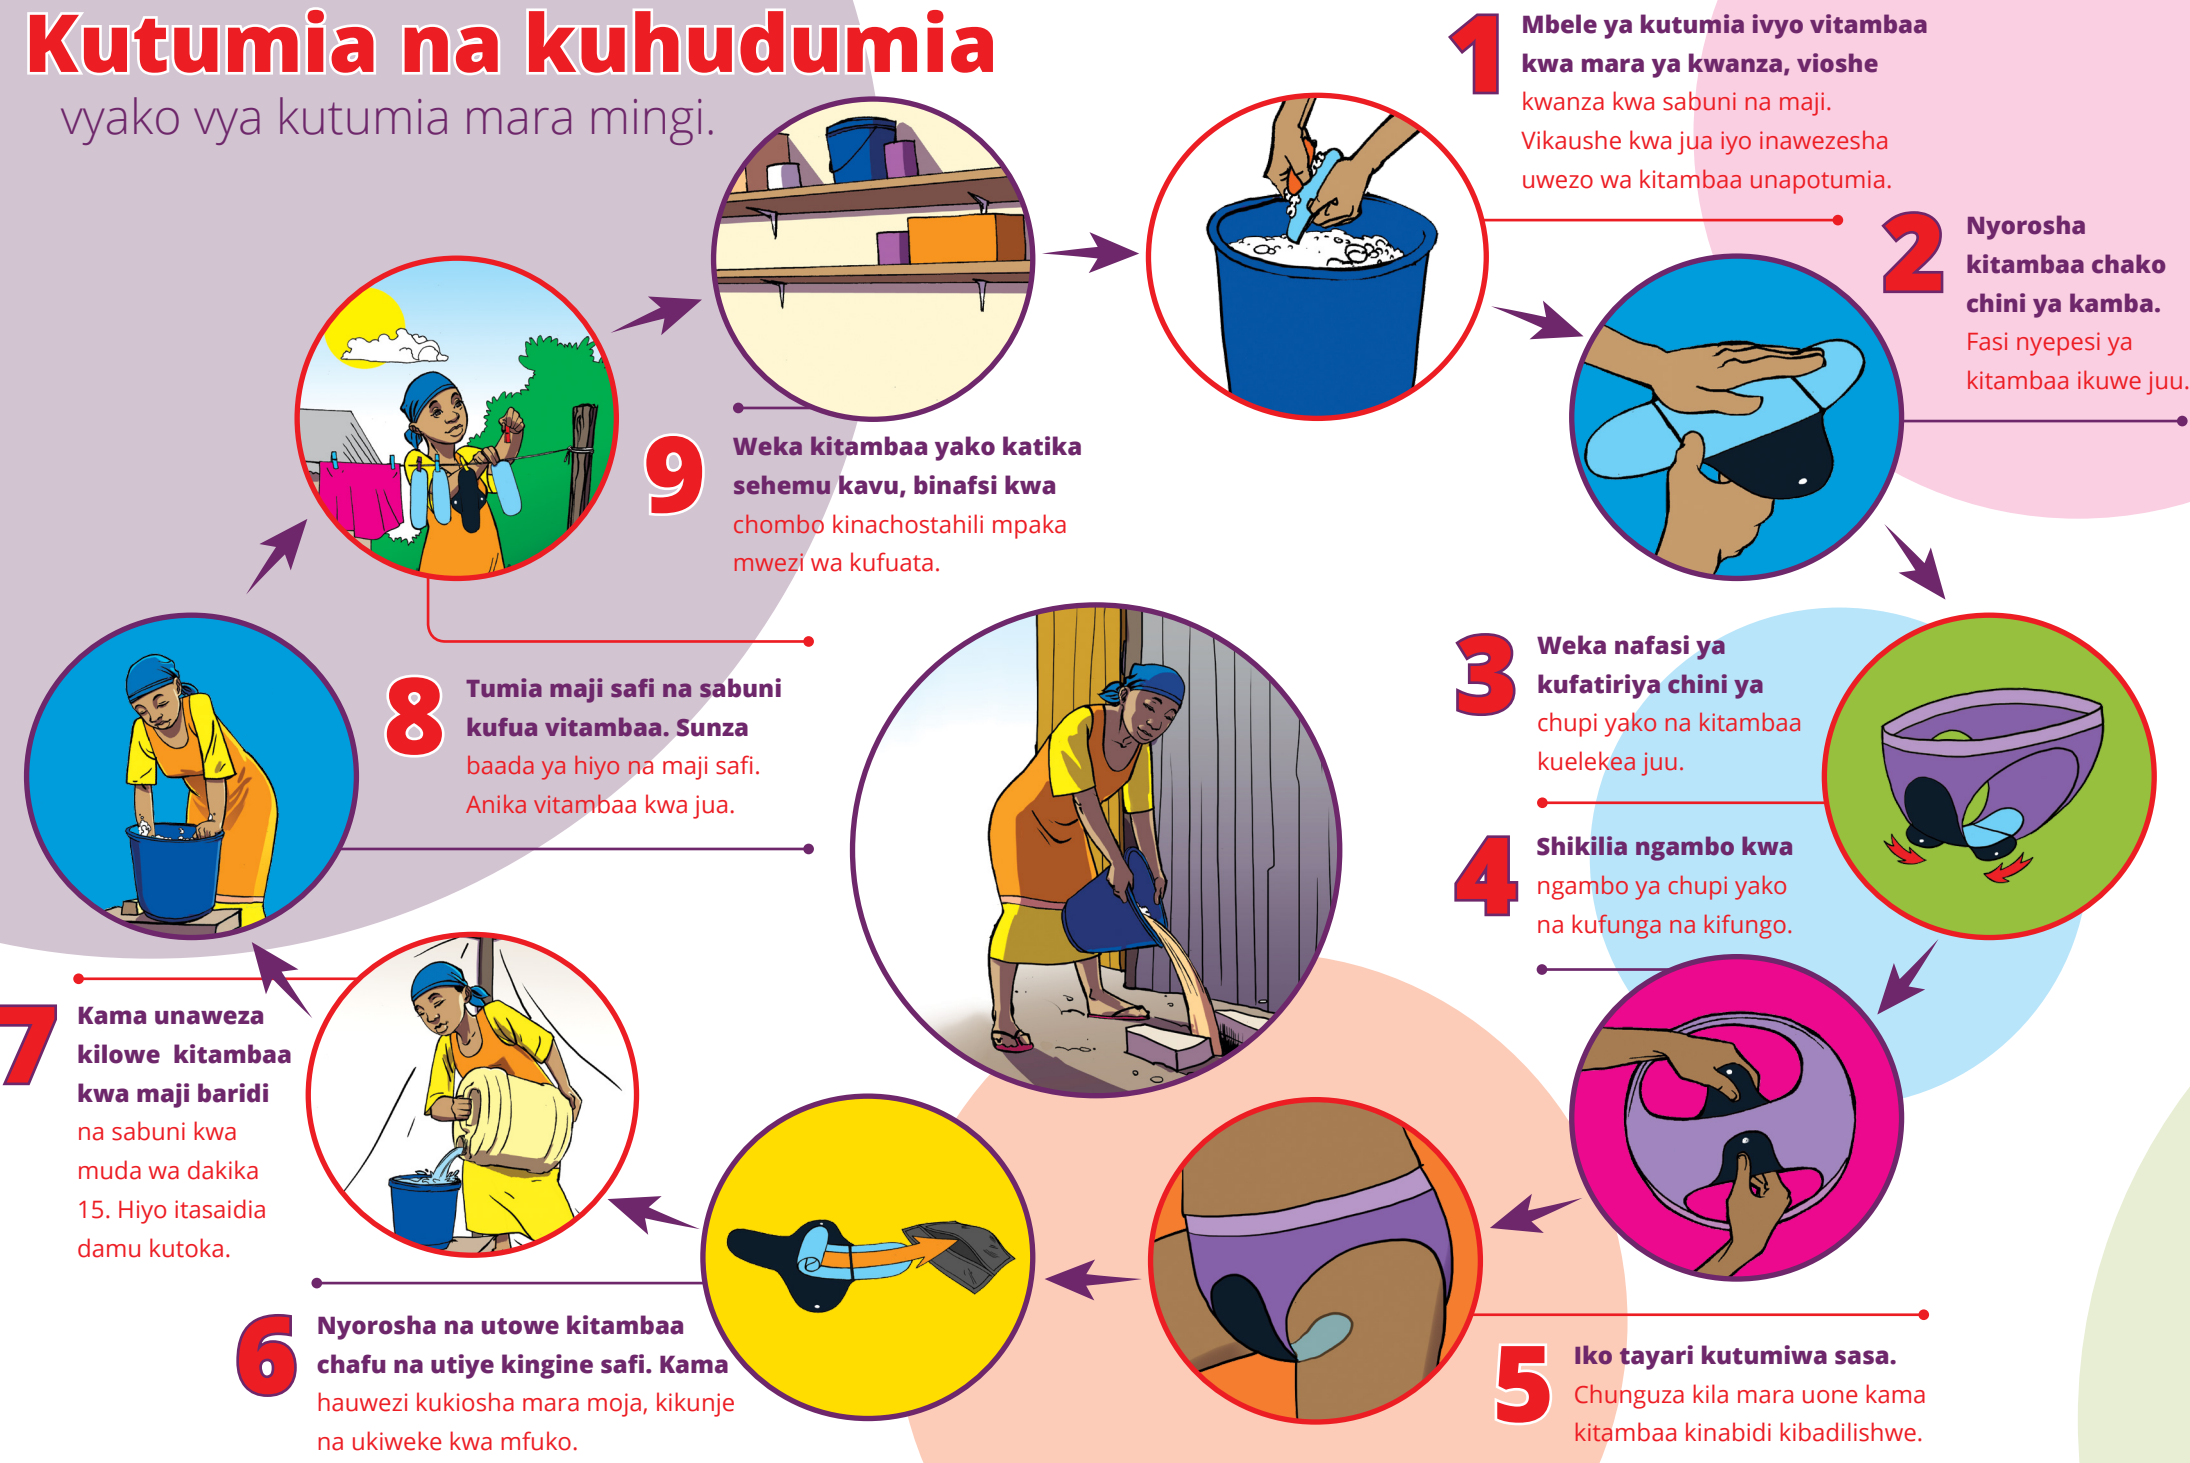 Kutumia na kuhudumia
vyako vya kutumia mara mingi.
1
Mbele ya kutumia ivyo vitambaa
kwa mara ya kwanza, vioshe
kwanza kwa sabuni na maji.
Vikaushe kwa jua iyo inawezesha
uwezo wa kitambaa unapotumia.
2
Nyorosha
kitambaa chako
chini ya kamba.
Fasi nyepesi ya
kitambaa ikuwe juu.
3
Weka nafasi ya
kufatiriya chini ya
chupi yako na kitambaa
kuelekea juu.
4
Shikilia ngambo kwa
ngambo ya chupi yako
na kufunga na kifungo.
5
Iko tayari kutumiwa sasa.
Chunguza kila mara uone kama
kitambaa kinabidi kibadilishwe.
6
Nyorosha na utowe kitambaa
chafu na utiye kingine safi. Kama
hauwezi kukiosha mara moja, kikunje
na ukiweke kwa mfuko.
7
Kama unaweza
kilowe kitambaa
kwa maji baridi
na sabuni kwa
muda wa dakika
15. Hiyo itasaidia
damu kutoka.
8
Tumia maji safi na sabuni
kufua vitambaa. Sunza
baada ya hiyo na maji safi.
Anika vitambaa kwa jua.
9
Weka kitambaa yako katika
sehemu kavu, binafsi kwa
chombo kinachostahili mpaka
mwezi wa kufuata.